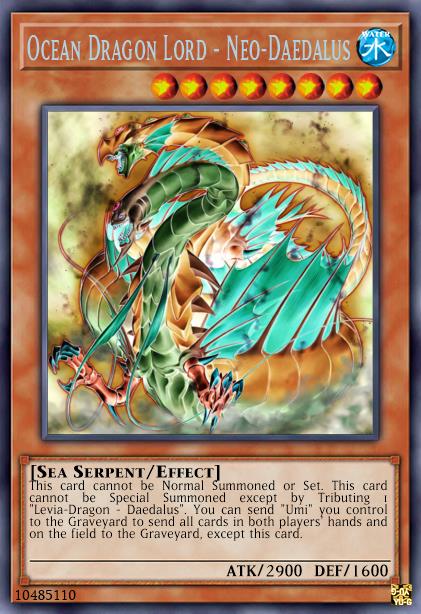 Ocean Dragon Lord - Neo-Daedalus
WATER
水
[Sea Serpent/Effect]
This card cannot be Normal Summoned or Set. This card
cannot be Special Summoned except by Tributing 1
"Levia-Dragon - Daedalus". You can send "Umi" you control
to the Graveyard to send all cards in both players' hands and
on the field to the Graveyard, except this card.
ATK/2900 DEF/1600
10485110